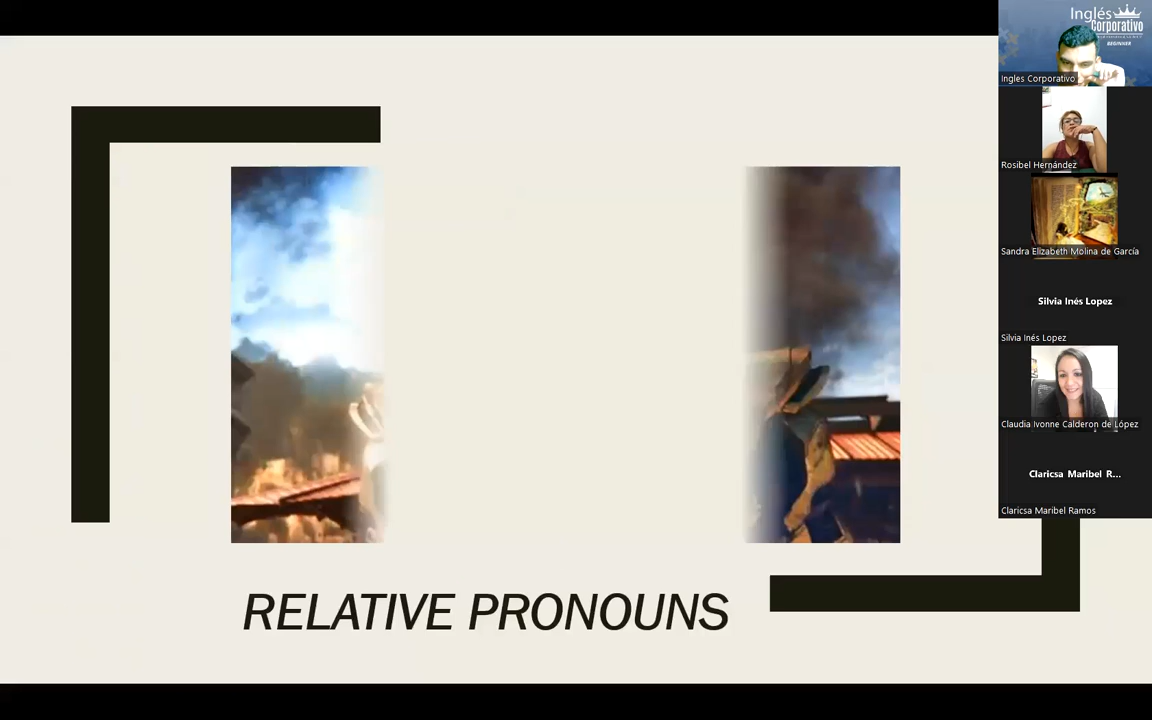 RELATIVE PRONOUNS
Inglés
Corporativo
BEGINNER
Ingles Corporativo
Rosibel Hernández
Sandra Elizabeth Molina de García
Silvia Inés Lopez
Silvia Inés Lopez
Claudia Ivonne Calderon de López
Claricsa Maribel R...
Claricsa Maribel Ramos